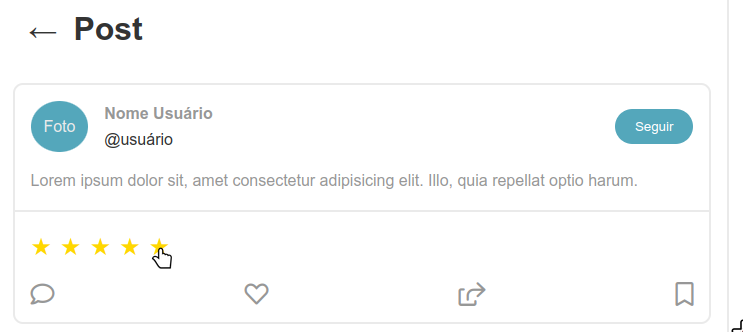 ← Post
Foto
Nome Usuário
@usuário
Seguir
Lorem ipsum dolor sit, amet consectetur adipisicing elit. Illo, quia repellat optio harum.